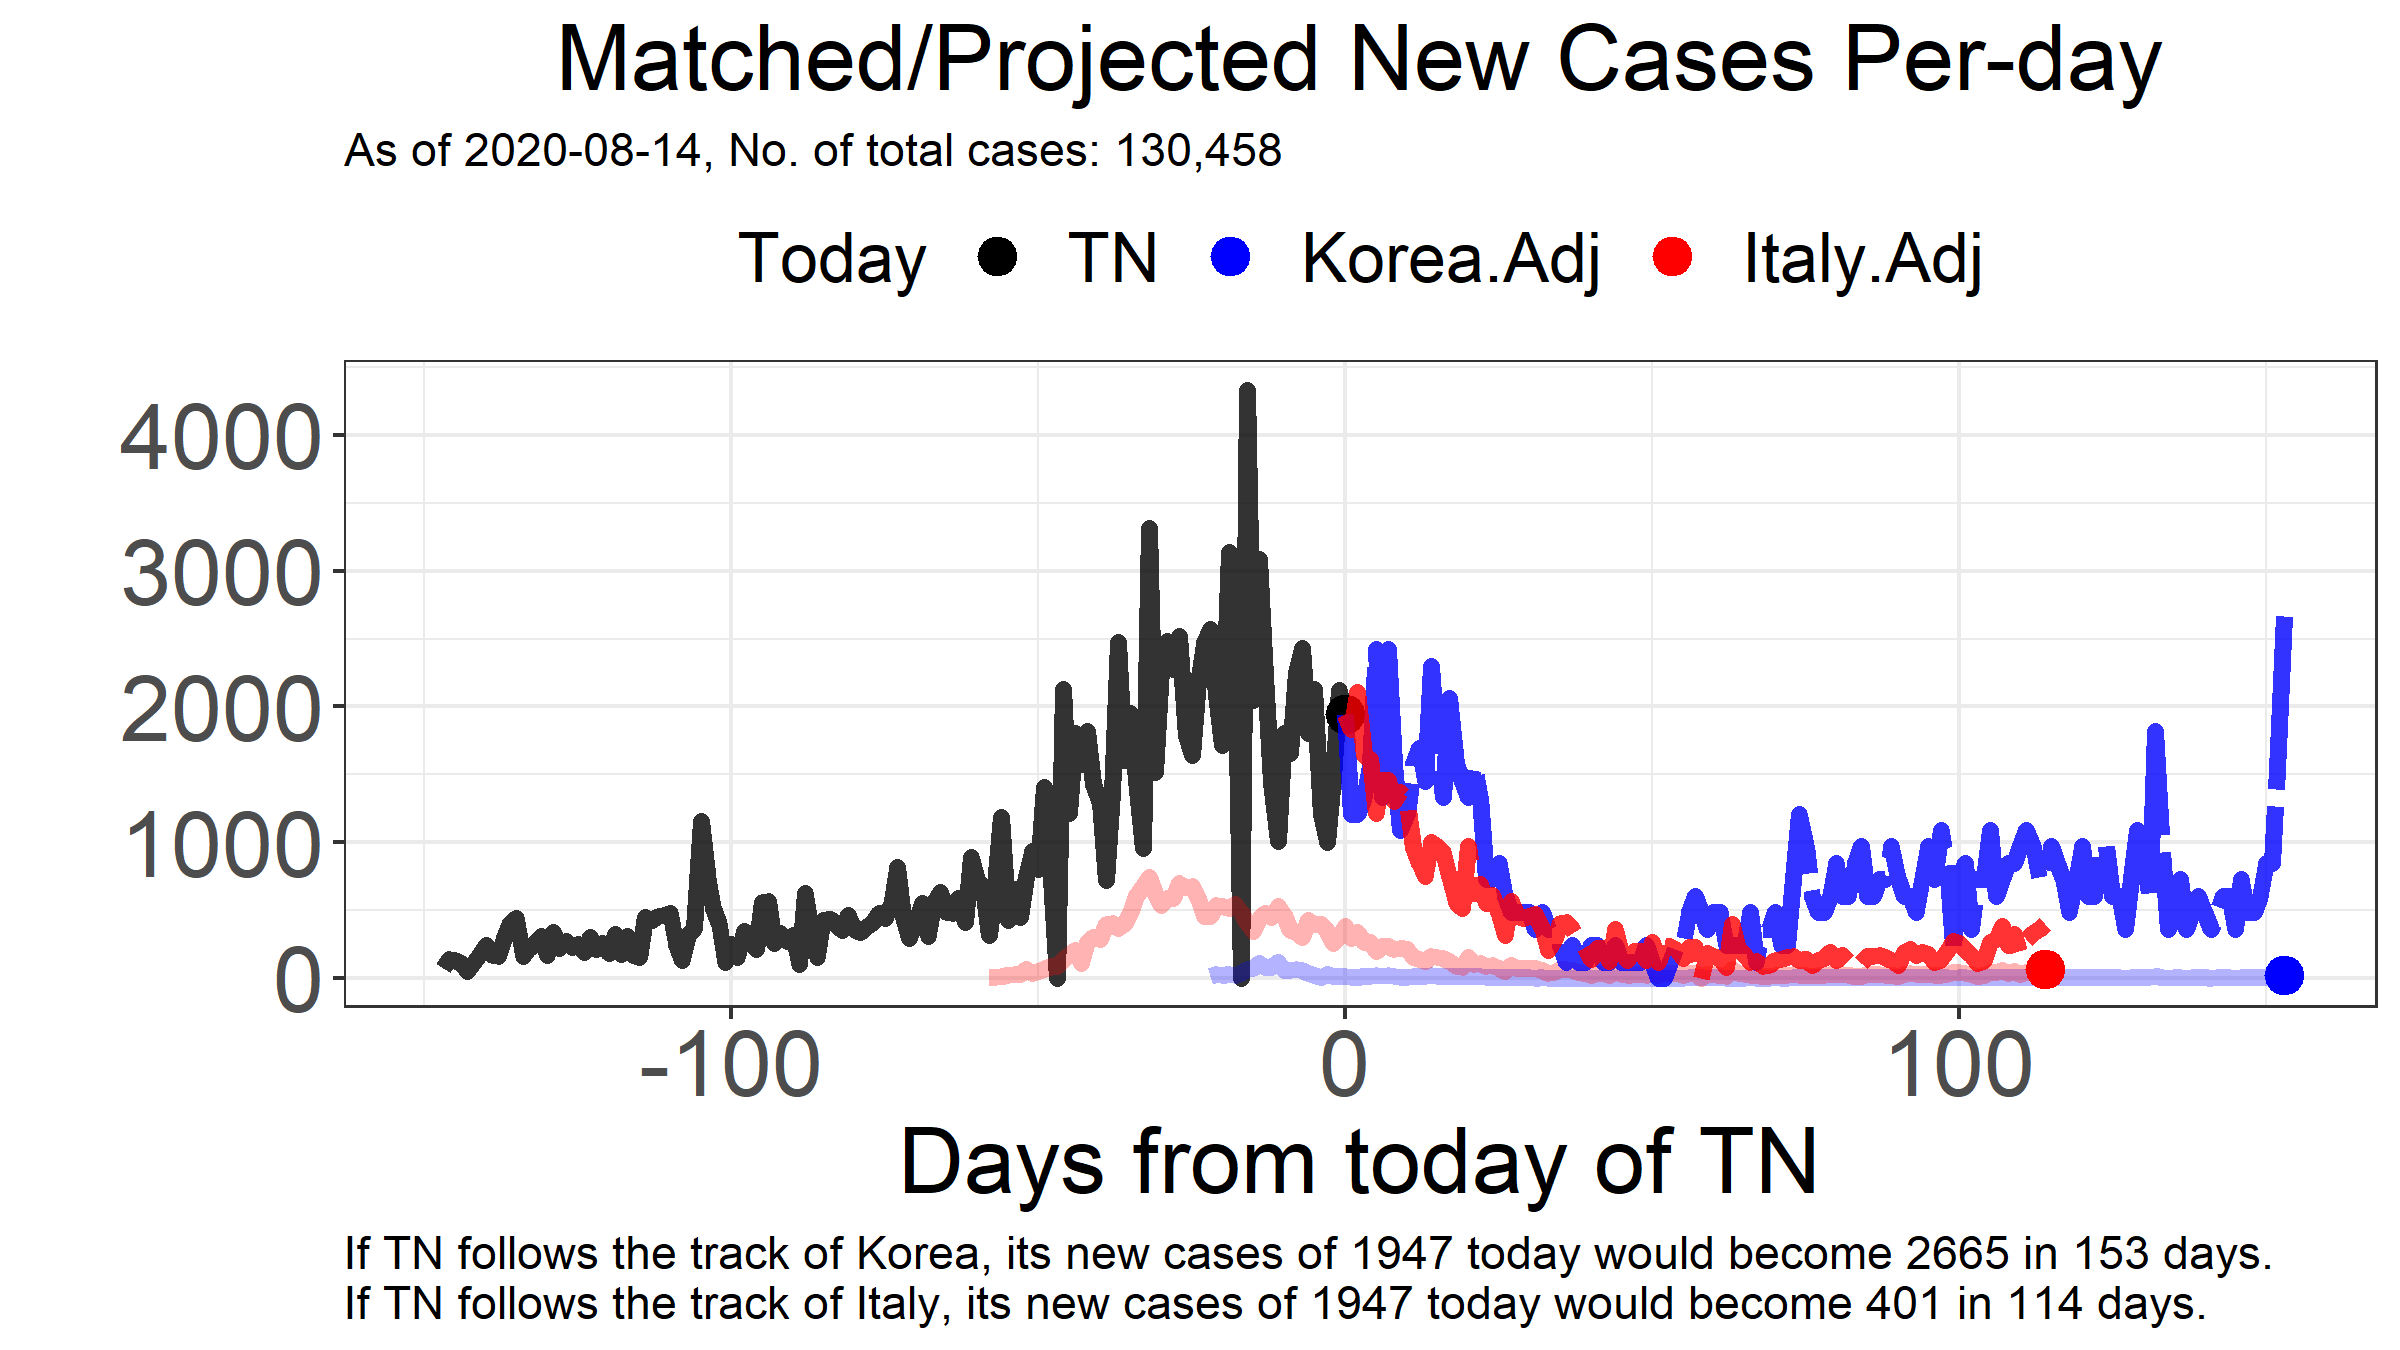 Matched/Projected New Cases Per-day
As of 2020-08-14, No. of total cases: 130,458
Today TN Korea.Adj Italy.Adj
4000
3000
2000
1000
0
-100 0 100
Days from today of TN
If TN follows the track of Korea, its new cases of 1947 today would become 2665 in 153 days.
If TN follows the track of Italy, its new cases of 1947 today would become 401 in 114 days.